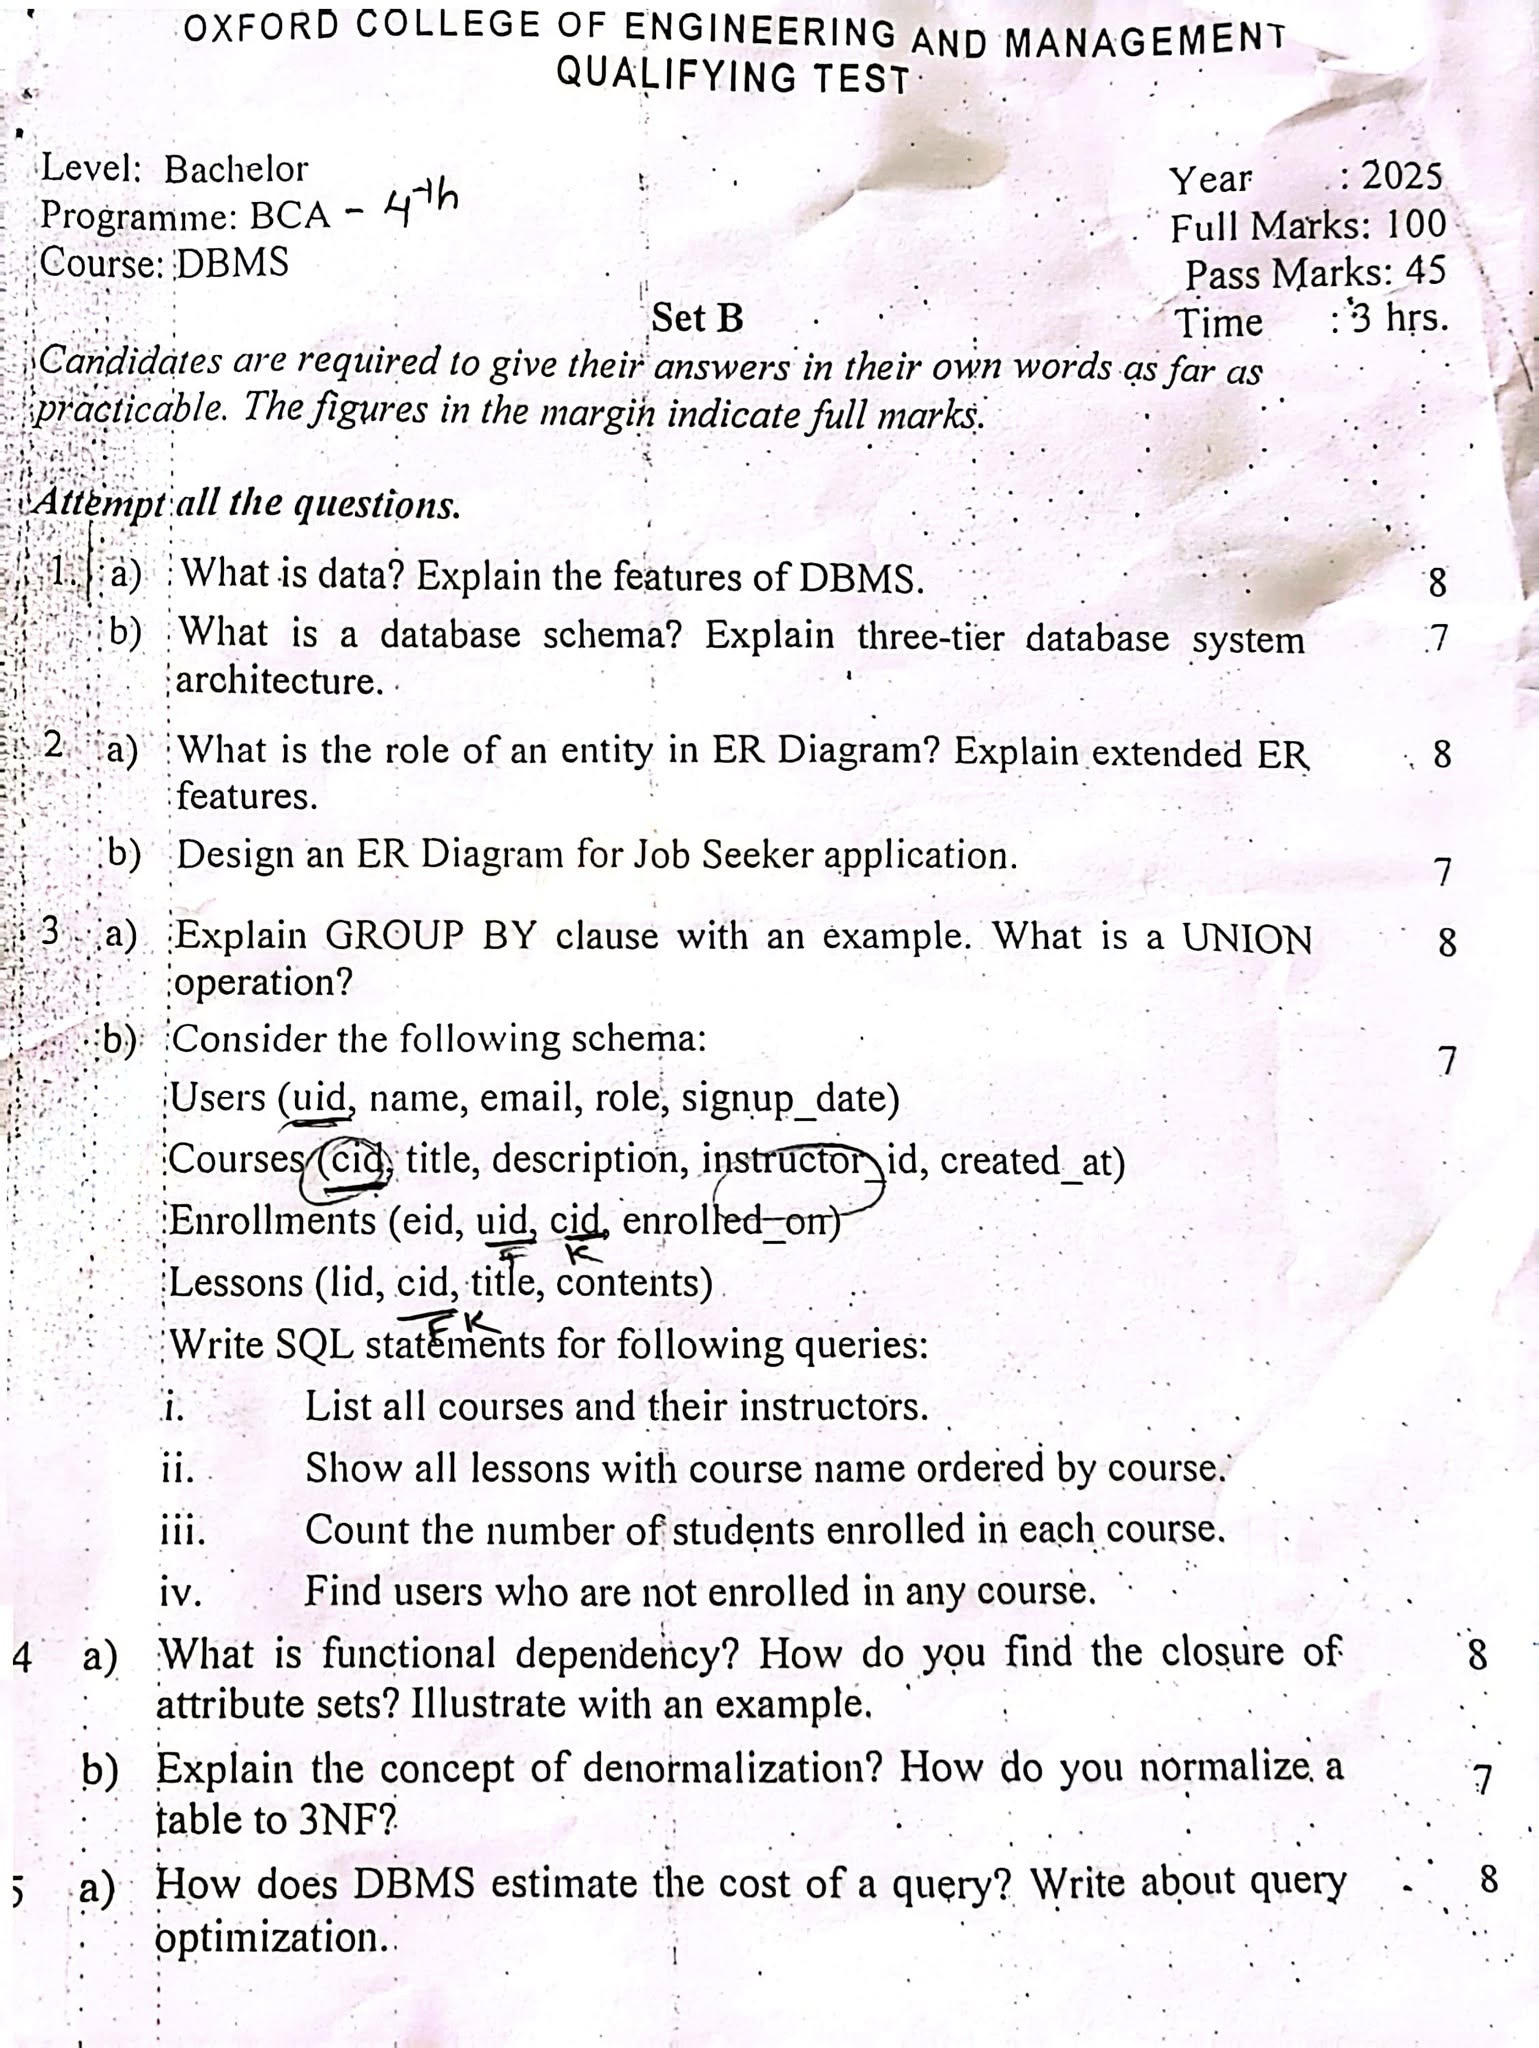 OXFORD COLLEGE OF ENGINEERING AND MANAGEMENT
QUALIFYING TEST
Level: Bachelor
Programme: BCA - 4th
Course: DBMS
Year : 2025
Full Marks: 100
Pass Marks: 45
Time : 3 hrs.
Set B
Candidates are required to give their answers in their own words as far as
practicable. The figures in the margin indicate full marks.
Attempt all the questions.
1. a) What is data? Explain the features of DBMS. 8
b) What is a database schema? Explain three-tier database system 7
architecture.
2 a) What is the role of an entity in ER Diagram? Explain extended ER 8
features.
b) Design an ER Diagram for Job Seeker application. 7
3 a) Explain GROUP BY clause with an example. What is a UNION 8
operation?
b) Consider the following schema: 7
Users (uid, name, email, role, signup_date)
Courses (cid, title, description, instructor_id, created_at)
Enrollments (eid, uid, cid, enrolled_on)
F K
Lessons (lid, cid, title, contents)
FK
Write SQL statements for following queries:
i. List all courses and their instructors.
ii. Show all lessons with course name ordered by course.
iii. Count the number of students enrolled in each course.
iv. Find users who are not enrolled in any course.
4 a) What is functional dependency? How do you find the closure of 8
attribute sets? Illustrate with an example.
b) Explain the concept of denormalization? How do you normalize a 7
table to 3NF?
5 a) How does DBMS estimate the cost of a query? Write about query 8
optimization.